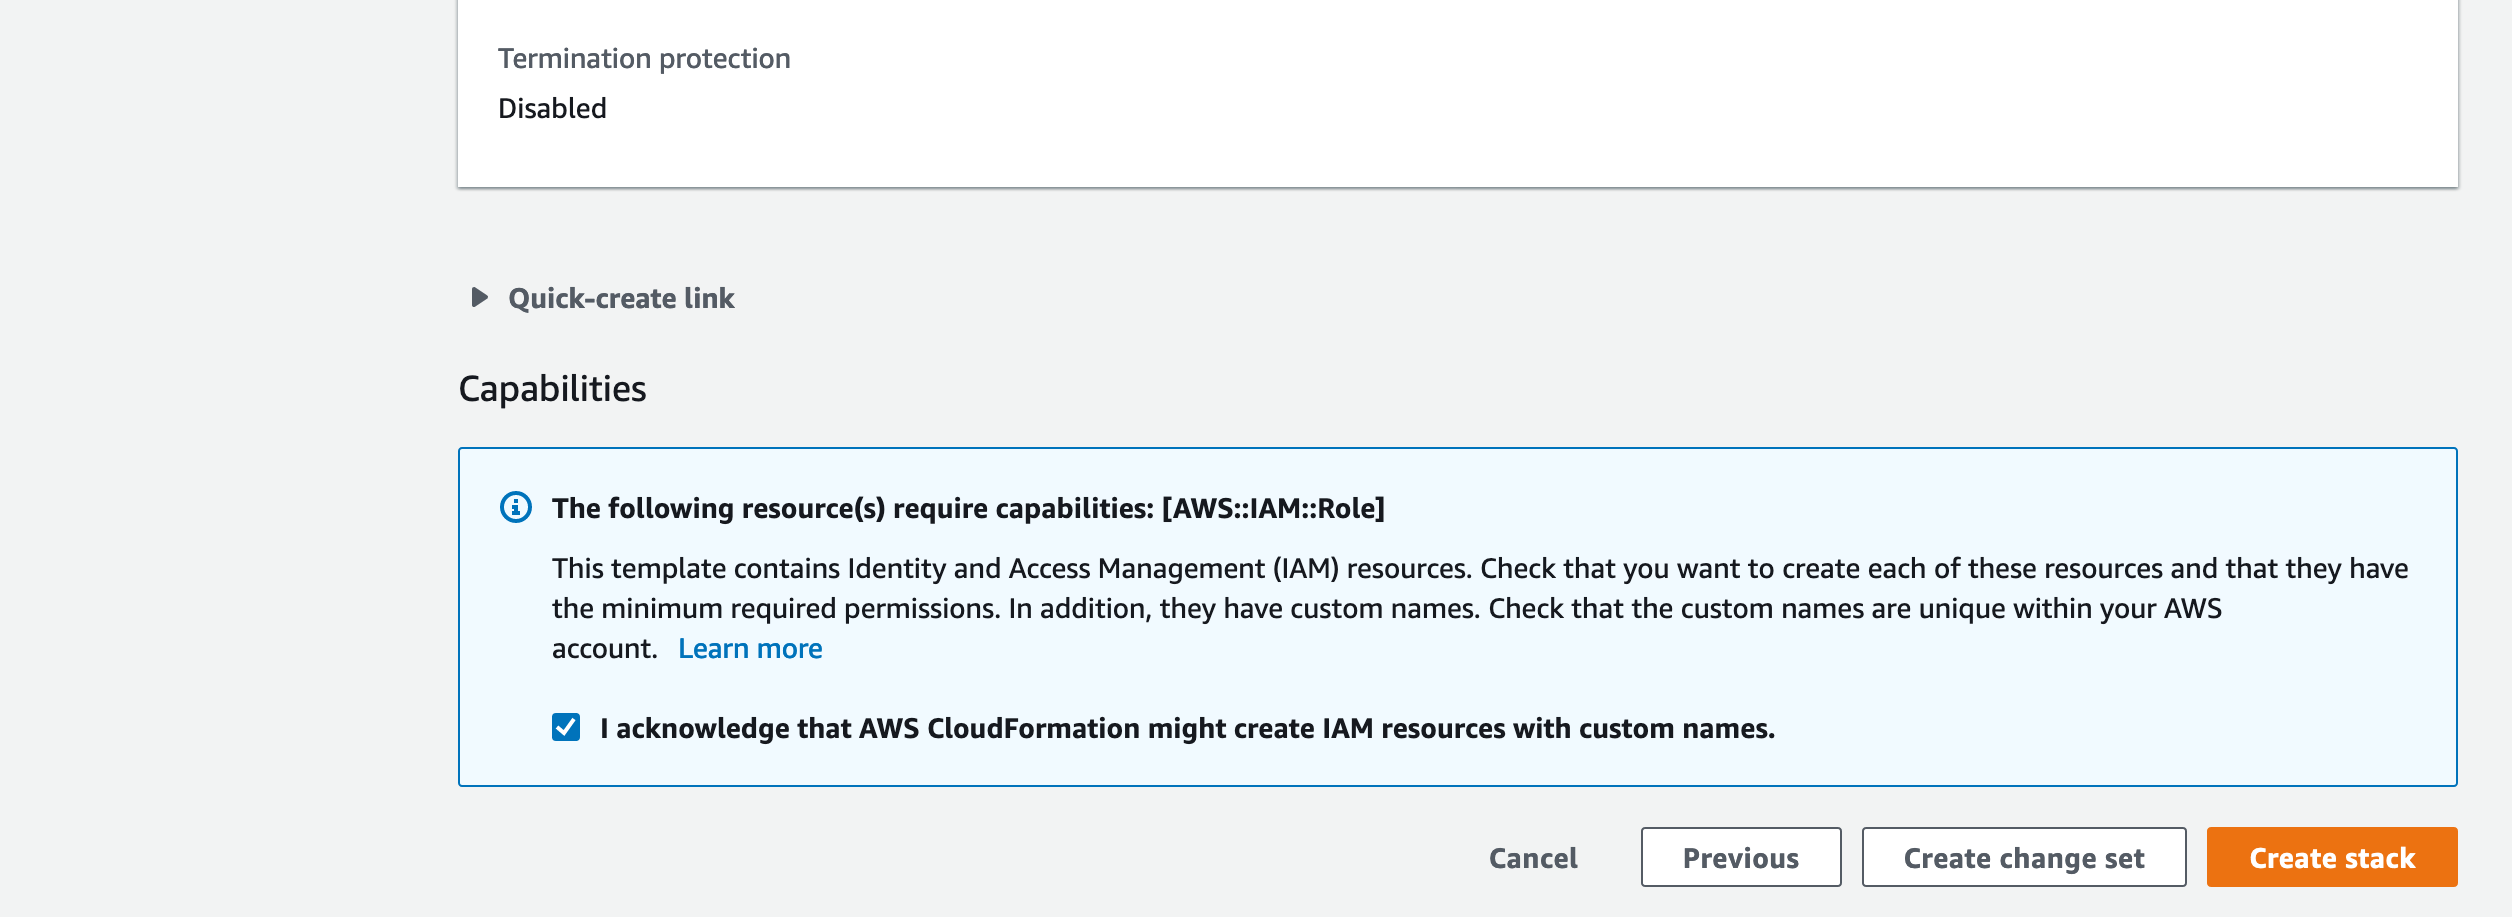 Termination protection
Disabled
Quick-create link
Capabilities
The following resource(s) require capabilities: [AWS::IAM::Role]
This template contains Identity and Access Management (IAM) resources. Check that you want to create each of these resources and that they have
the minimum required permissions. In addition, they have custom names. Check that the custom names are unique within your AWS
account. Learn more
I acknowledge that AWS CloudFormation might create IAM resources with custom names.
Cancel Previous Create change set Create stack